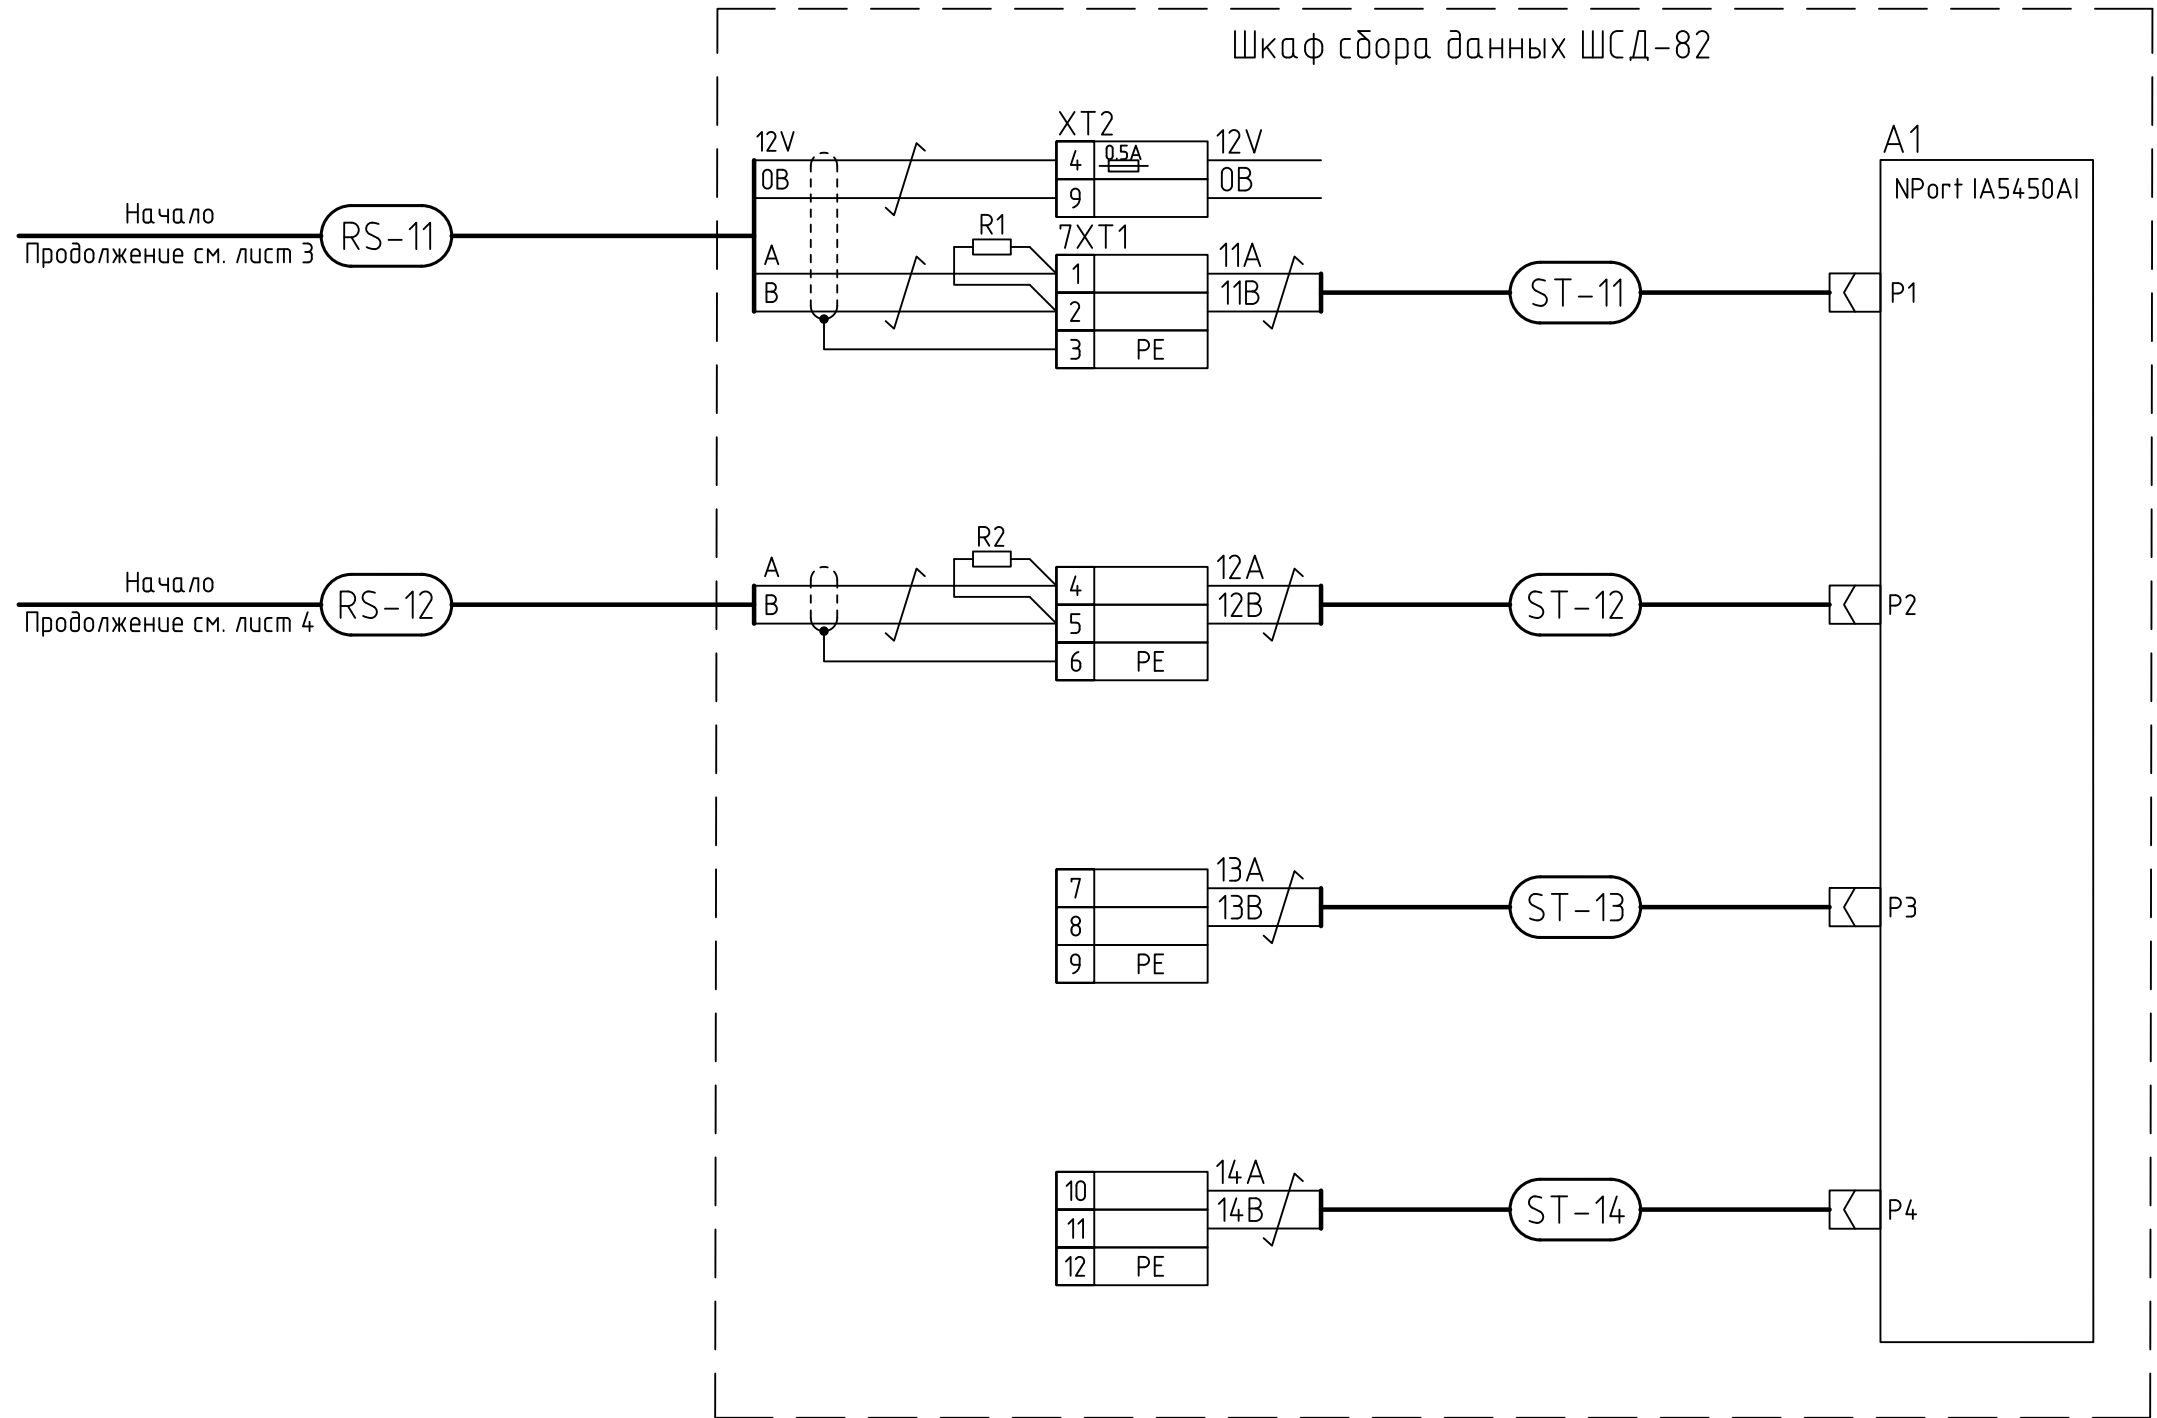 Шкаф сбора данных ШСД-82
12V
0В
XT2
4
0.5A
9
12V
0B
A1
NPort IA5450AI
Начало
RS-11
Продолжение см. лист 3
A
B
R1
7XT1
1
2
3
PE
11A
11B
ST-11
P1
Начало
RS-12
Продолжение см. лист 4
A
B
R2
4
5
6
PE
12A
12B
ST-12
P2
7
8
9
PE
13A
13B
ST-13
P3
10
11
12
PE
14A
14B
ST-14
P4